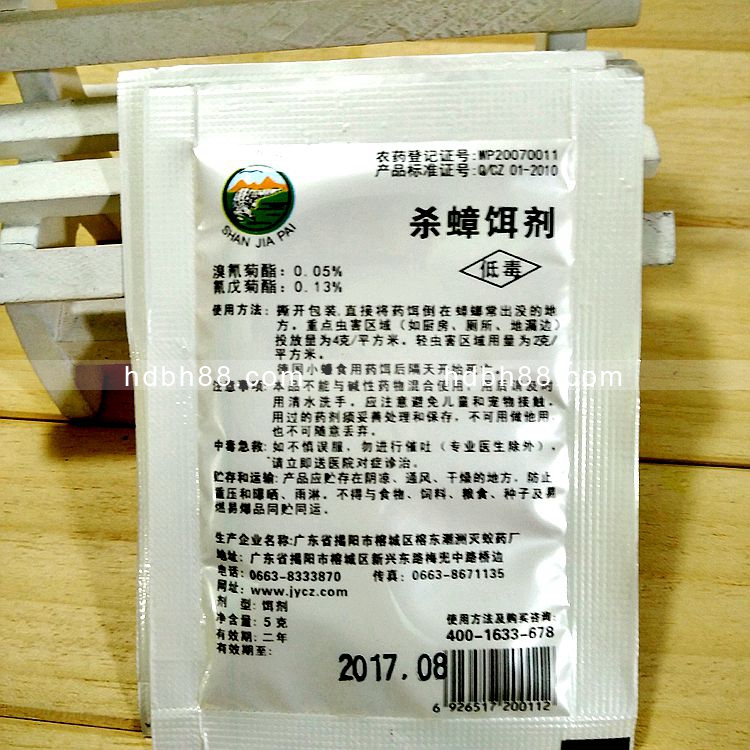 农药登记证号:WP20070011
产品标准证号:Q/CZ 01-2010
SHAN JIA PAI
杀蟑饵剂
低毒
溴氰菊酯: 0.05%
氰戊菊酯: 0.13%
使用方法: 撕开包装,直接将药饵倒在蟑螂常出没的地
方。重点虫害区域（如厨房、厕所、地漏边）
投放量为4克/平方米。轻虫害区域用量为2克/
平方米。
德国小蠊食用药饵后隔天开始
hdbh88.com
注意事项: 本品不能与碱性药物混合使用，用后请及时
用清水洗手。应注意避免儿童和宠物接触。
用过的药剂须妥善处理和保存，不可用做他用，
也不可随意丢弃。
中毒急救: 如不慎误服，勿进行催吐（专业医生除外），
请立即送医院对症诊治。
贮存和运输: 产品应贮存在阴凉、通风、干燥的地方，防止
重压和曝晒、雨淋。不得与食物、饲料、粮食、种子及易
燃易爆品同贮同运。
生产企业名称:广东省揭阳市榕城区榕东潮洲灭蚊药厂
地址: 广东省揭阳市榕城区新兴东路梅兜中路桥边
电话: 0663-8333870 传真: 0663-8671135
网址: www.jycz.com
剂 型: 饵剂
净含量: 5 克
有效期: 二年
有效期至:
使用方法及购买咨询:
400-1633-678
2017.08
6 926517 200112